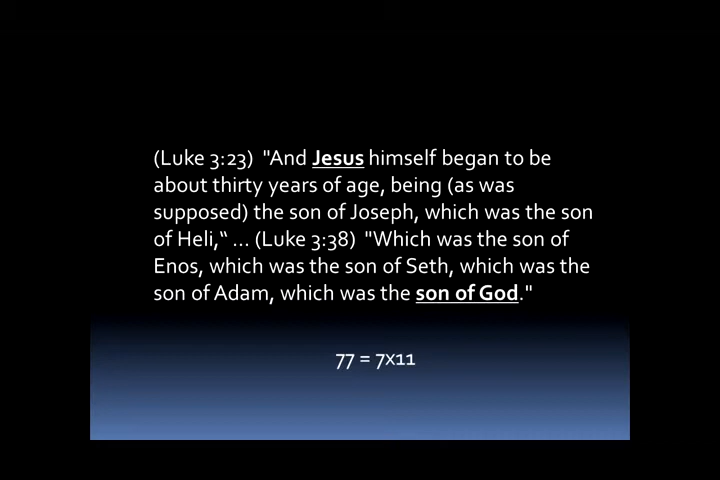 (Luke 3:23)  "And Jesus himself began to be
about thirty years of age, being (as was
supposed) the son of Joseph, which was the son
of Heli,“ ... (Luke 3:38)  "Which was the son of
Enos, which was the son of Seth, which was the
son of Adam, which was the son of God."
77 = 7x11